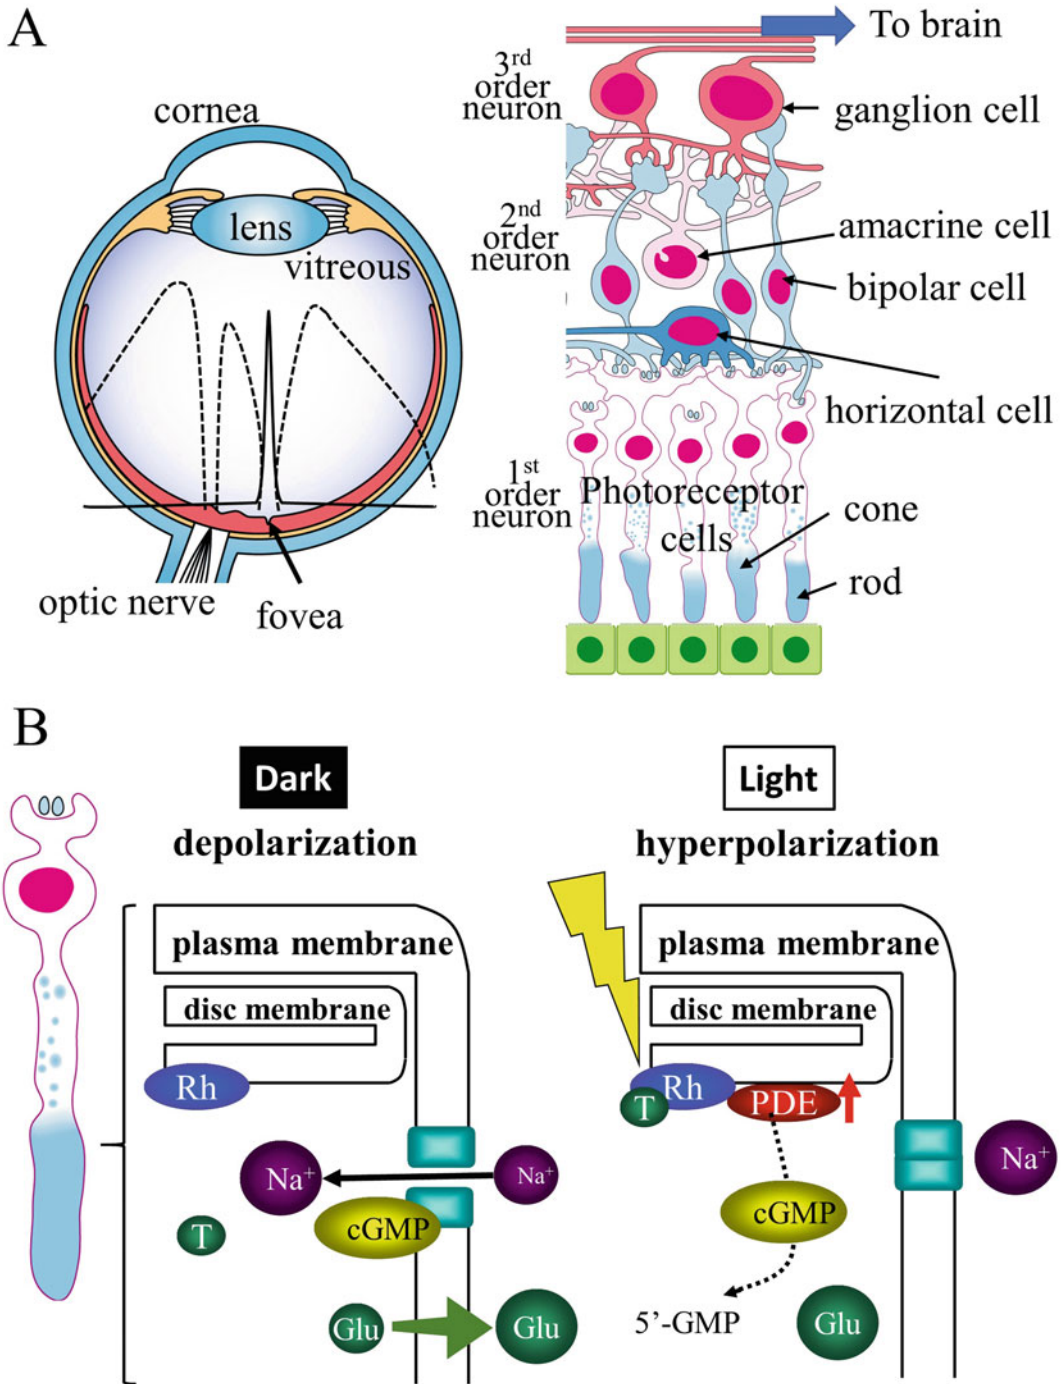 A
To brain
3rd
order
neuron
cornea
ganglion cell
lens
vitreous
2nd
order
neuron
amacrine cell
bipolar cell
horizontal cell
1st
order
neuron
Photoreceptor
cells
cone
rod
optic nerve
fovea
B
Dark
Light
depolarization
hyperpolarization
plasma membrane
plasma membrane
disc membrane
disc membrane
Rh
T
Rh
PDE
Na+
Na+
Na+
T
cGMP
cGMP
Glu
Glu
5’-GMP
Glu